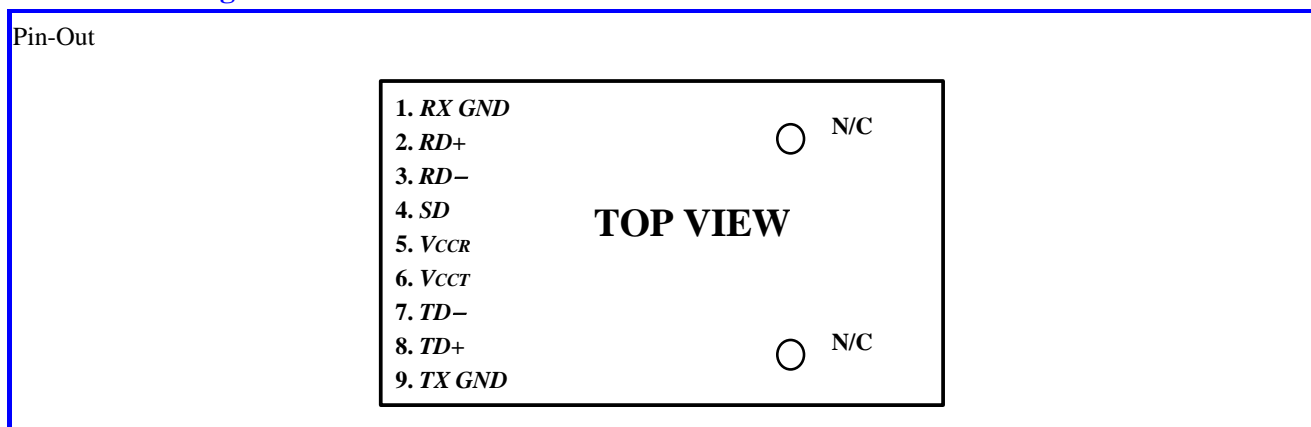 Pin-Out
1. RX GND
2. RD+
3. RD−
4. SD
5. VCCR
6. VCCT
7. TD−
8. TD+
9. TX GND
N/C
TOP VIEW
N/C